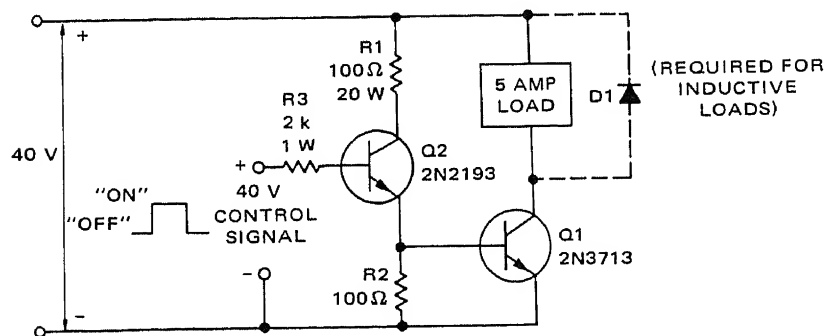 +
R1
100Ω
20 W
5 AMP
LOAD
D1
(REQUIRED FOR
INDUCTIVE
LOADS)
R3
2 k
1 W
40 V
Q2
2N2193
+
40 V
CONTROL
SIGNAL
"ON"
"OFF"
Q1
2N3713
R2
100Ω
-
-